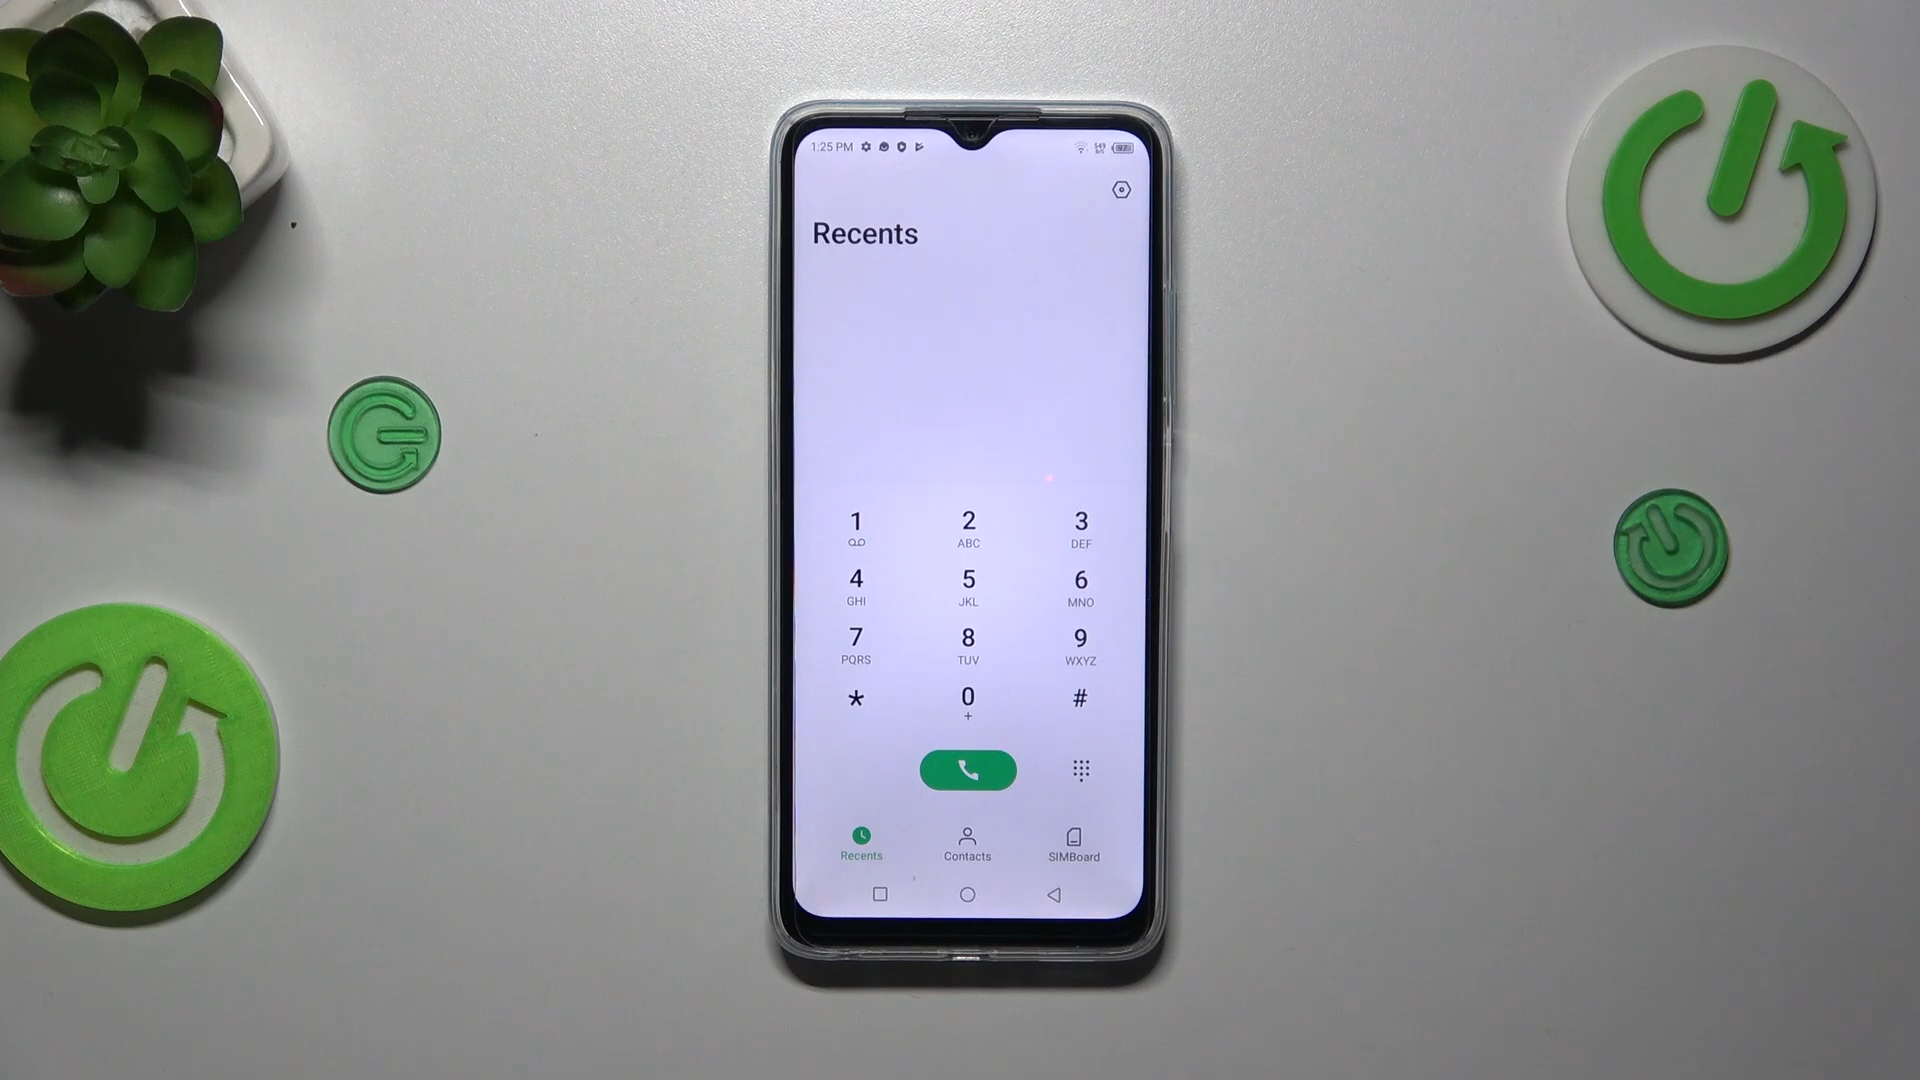 1:25 PM
Recents
1 2 3
ABC DEF
4 5 6
GHI JKL MNO
7 8 9
PQRS TUV WXYZ
* 0 #
+
Recents Contacts SIMBoard